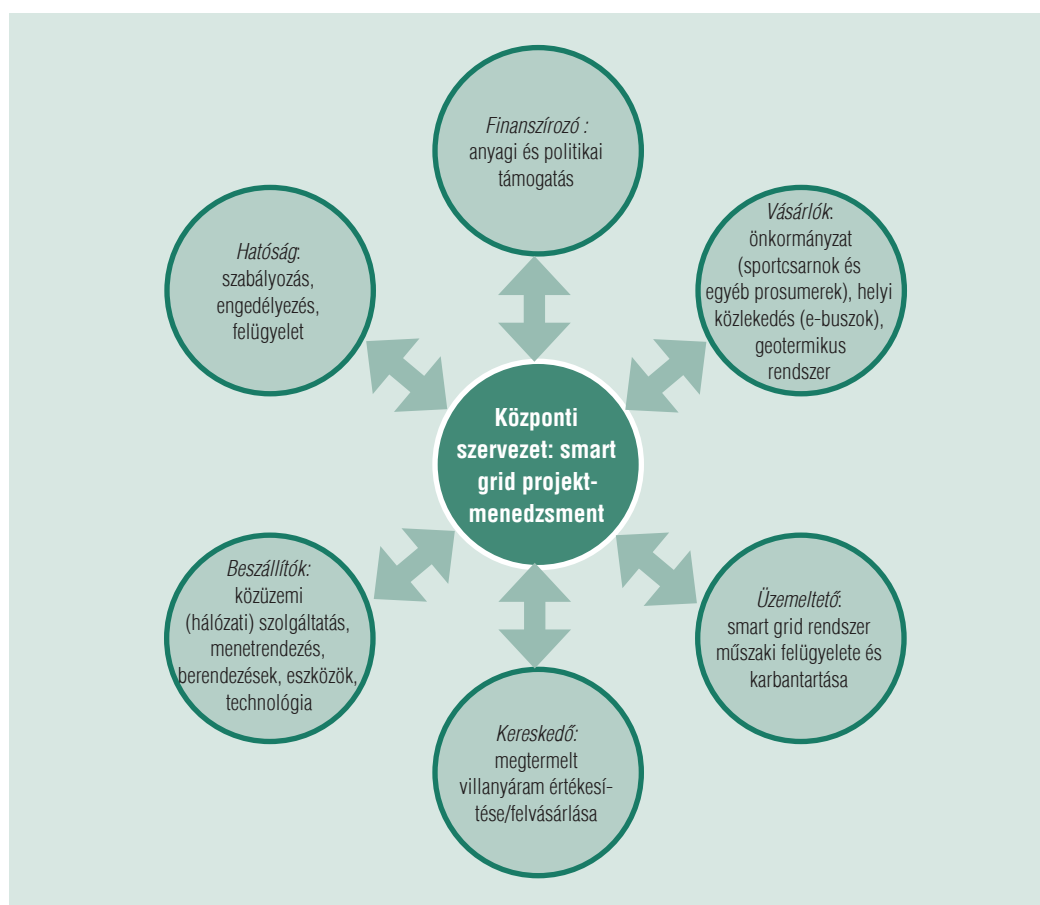 Finanszírozó :
anyagi és politikai
támogatás
Hatóság:
szabályozás,
engedélyezés,
felügyelet
Vásárlók:
önkormányzat
(sportcsarnok és
egyéb prosumerek), helyi
közlekedés (e-buszok),
geotermikus
rendszer
Központi
szervezet: smart
grid projekt-
menedzsment
Beszállítók:
közüzemi
(hálózati) szolgáltatás,
menetrendezés,
berendezések, eszközök,
technológia
Üzemeltető:
smart grid rendszer
műszaki felügyelete és
karbantartása
Kereskedő:
megtermelt
villanyáram értékesí-
tése/felvásárlása